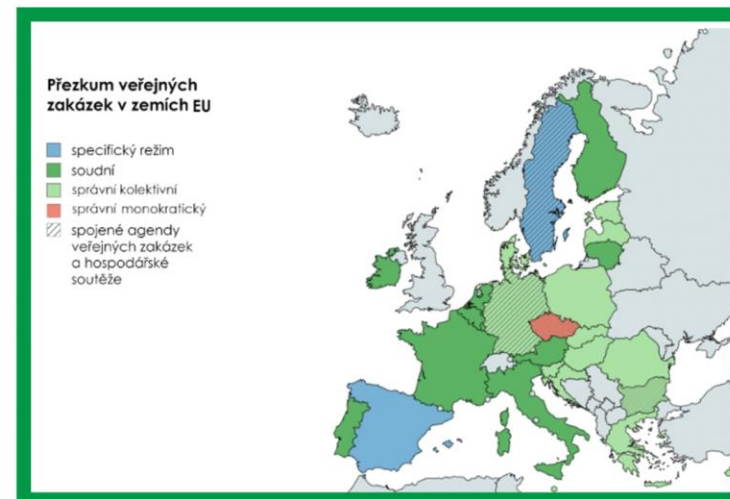 Přezkum veřejných
zakázek v zemích EU
specifický režim
soudní
správní kolektivní
správní monokratický
spojené agendy
veřejných zakázek
a hospodářské
soutěže